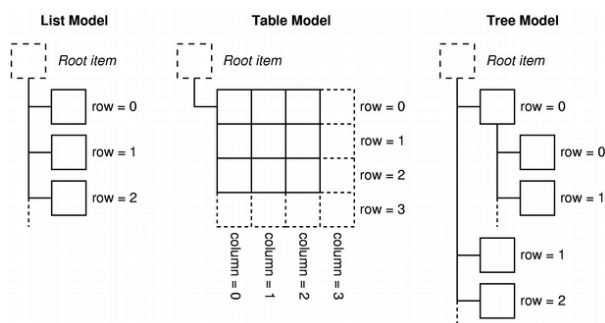 List Model
Root item
row = 0
row = 1
row = 2
Table Model
Root item
row = 0
row = 1
row = 2
row = 3
column = 0
column = 1
column = 2
column = 3
Tree Model
Root item
row = 0
row = 0
row = 1
row = 1
row = 2